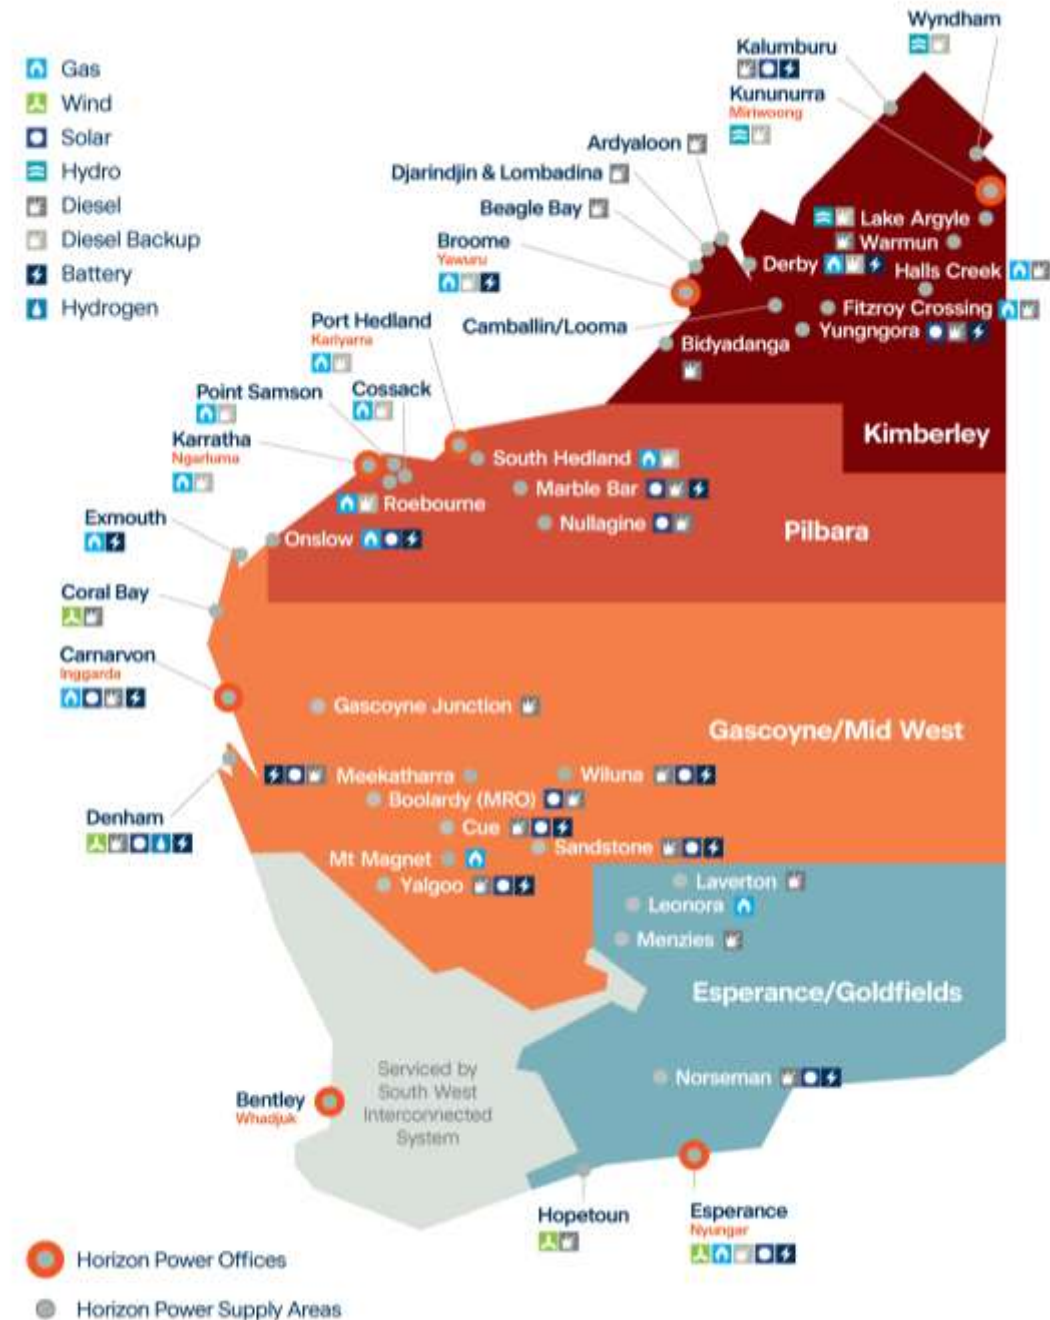 Gas
Wind
Solar
Hydro
Diesel
Diesel Backup
Battery
Hydrogen
Wyndham
Kalumburu
Kununurra
Miriwoong
Ardyaloon
Djarindjin & Lombadina
Beagle Bay
Broome
Yawuru
Lake Argyle
Warmun
Derby
Halls Creek
Fitzroy Crossing
Camballin/Looma
Yungngora
Bidyadanga
Kimberley
Port Hedland
Kariyarra
Point Samson
Cossack
Karratha
Ngarluma
South Hedland
Marble Bar
Roebourne
Nullagine
Pilbara
Exmouth
Onslow
Coral Bay
Carnarvon
Inggarda
Gascoyne Junction
Gascoyne/Mid West
Meekatharra
Wiluna
Boolardy (MRO)
Denham
Cue
Sandstone
Mt Magnet
Yalgoo
Laverton
Leonora
Menzies
Esperance/Goldfields
Serviced by
South West
Interconnected
System
Norseman
Bentley
Whadjuk
Hopetoun
Esperance
Nyungar
Horizon Power Offices
Horizon Power Supply Areas